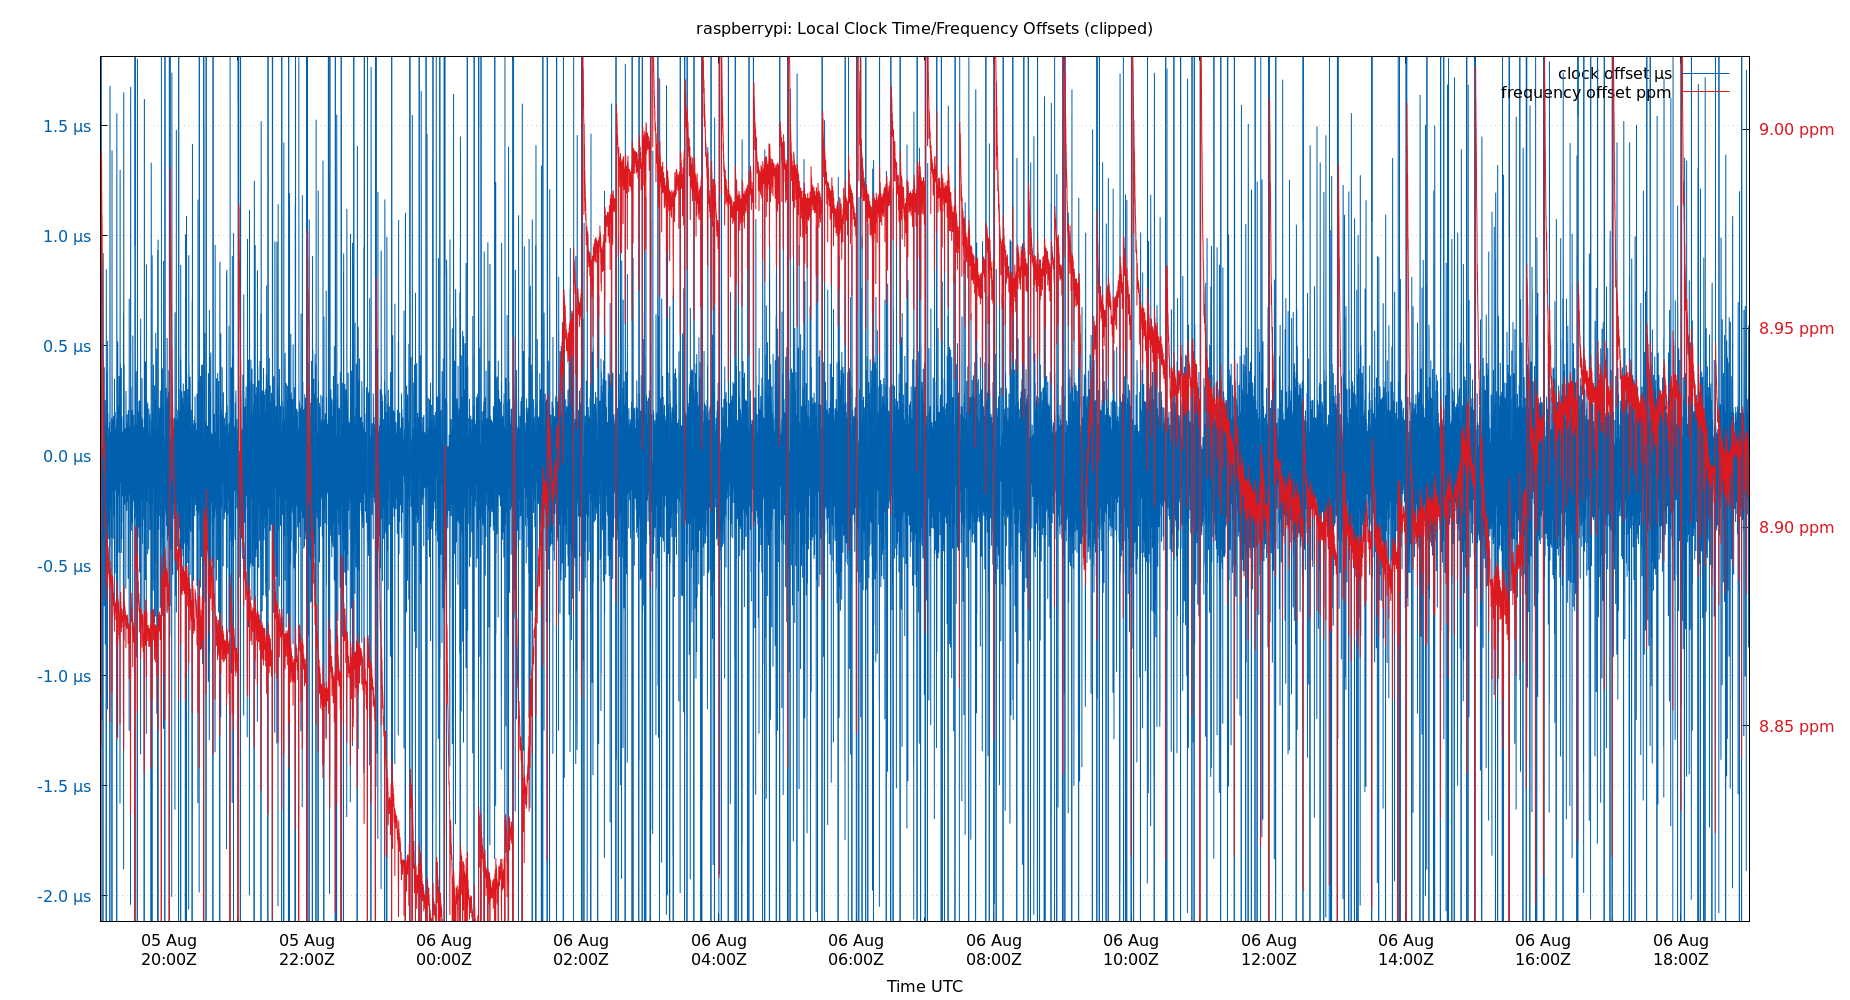 raspberrypi: Local Clock Time/Frequency Offsets (clipped)
clock offset µs
frequency offset ppm
1.5 µs
1.0 µs
0.5 µs
0.0 µs
-0.5 µs
-1.0 µs
-1.5 µs
-2.0 µs
9.00 ppm
8.95 ppm
8.90 ppm
8.85 ppm
05 Aug 05 Aug 06 Aug 06 Aug 06 Aug 06 Aug 06 Aug 06 Aug 06 Aug 06 Aug 06 Aug 06 Aug
20:00Z 22:00Z 00:00Z 02:00Z 04:00Z 06:00Z 08:00Z 10:00Z 12:00Z 14:00Z 16:00Z 18:00Z
Time UTC